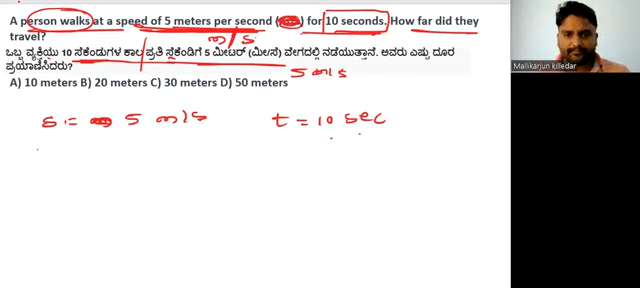 A person walks at a speed of 5 meters per second for 10 seconds. How far did they
travel?
m/s
ಒಬ್ಬ ವ್ಯಕ್ತಿಯು 10 ಸೆಕೆಂಡುಗಳ ಕಾಲ ಪ್ರತಿ ಸೆಕೆಂಡಿಗೆ 5 ಮೀಟರ್ (ಮೀ/ಸೆ) ವೇಗದಲ್ಲಿ ನಡೆಯುತ್ತಾನೆ. ಅವರು ಎಷ್ಟು ದೂರ
ಪ್ರಯಾಣಿಸಿದರು?
5 m/s
A) 10 meters B) 20 meters C) 30 meters D) 50 meters
s = 5 m/s t = 10 sec
Mallikarjun killedar